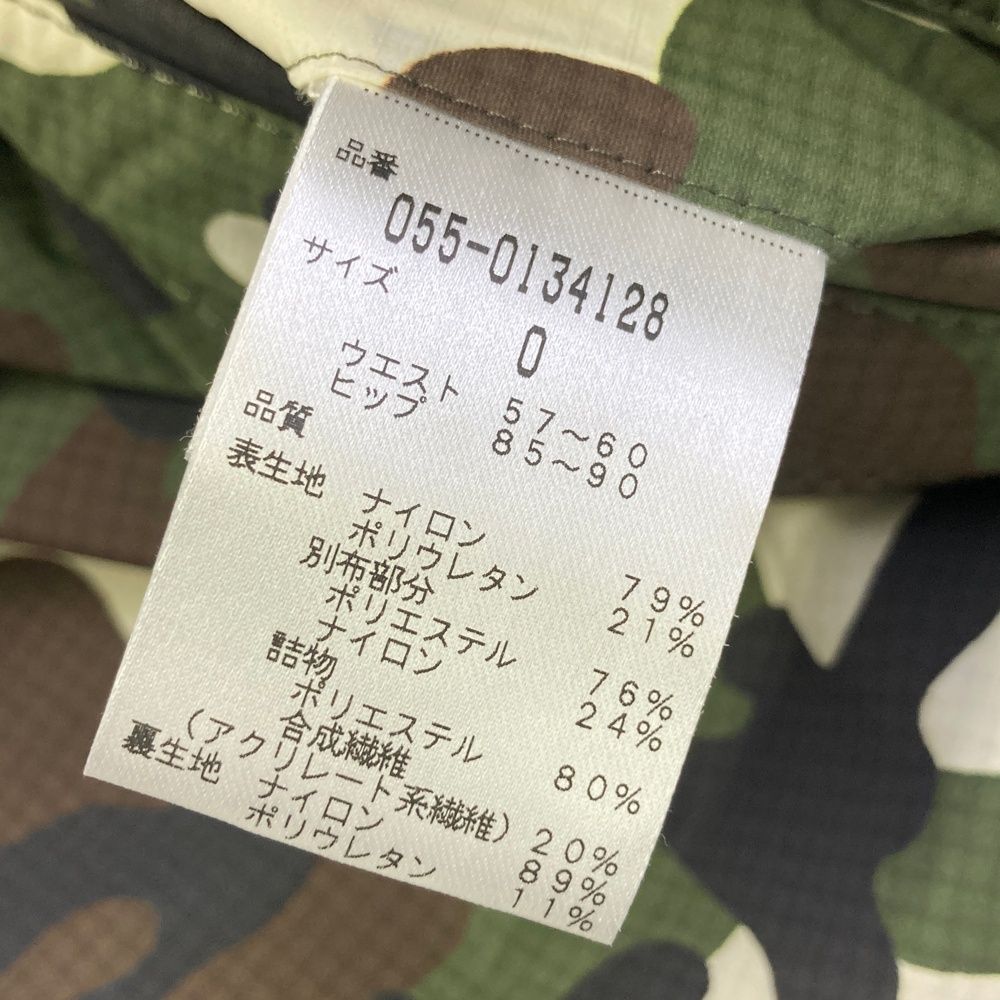 品番
055-0134128
サイズ 0
ウエスト 57～60
ヒップ 85～90
品質
表生地 ナイロン 79%
ポリウレタン 21%
別布部分
ポリエステル 76%
ナイロン 24%
詰物
ポリエステル 80%
合成繊維
(アクリレート系繊維) 20%
裏生地 ナイロン 89%
ポリウレタン 11%